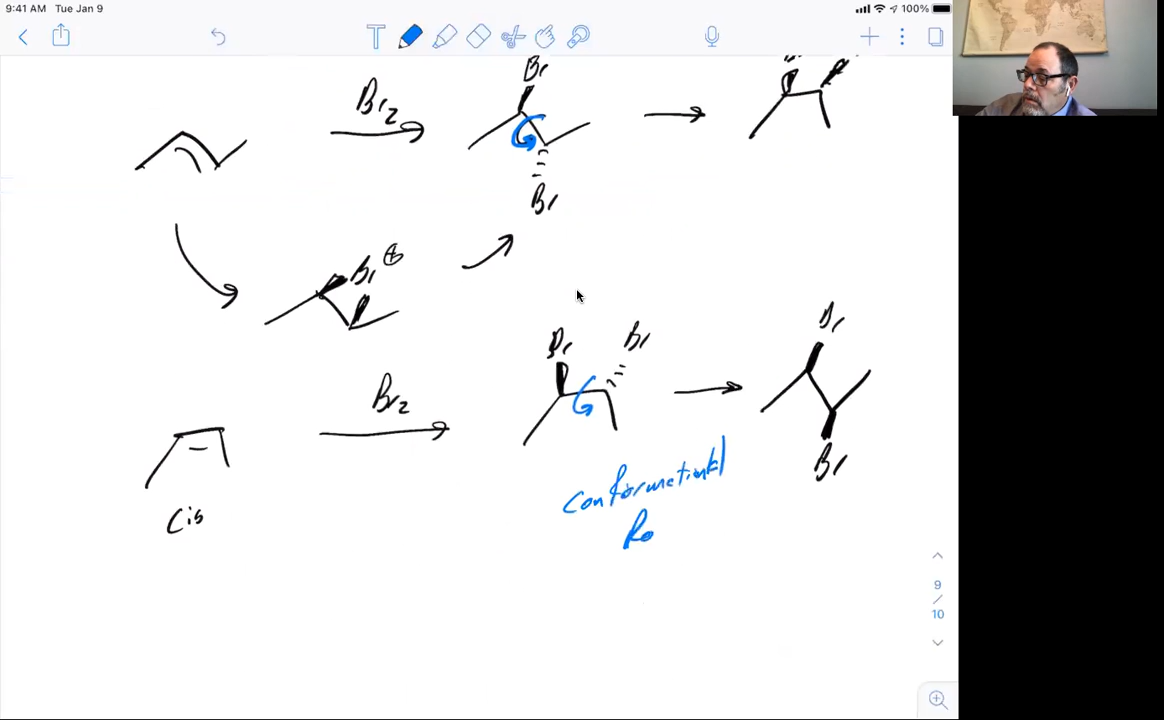 9:41 AM Tue Jan 9
100%
T
Br
Br2
Br
Br ⊕
Br
Br
Br
Br2
Br
Cis
conformational
Ro
9
/
10